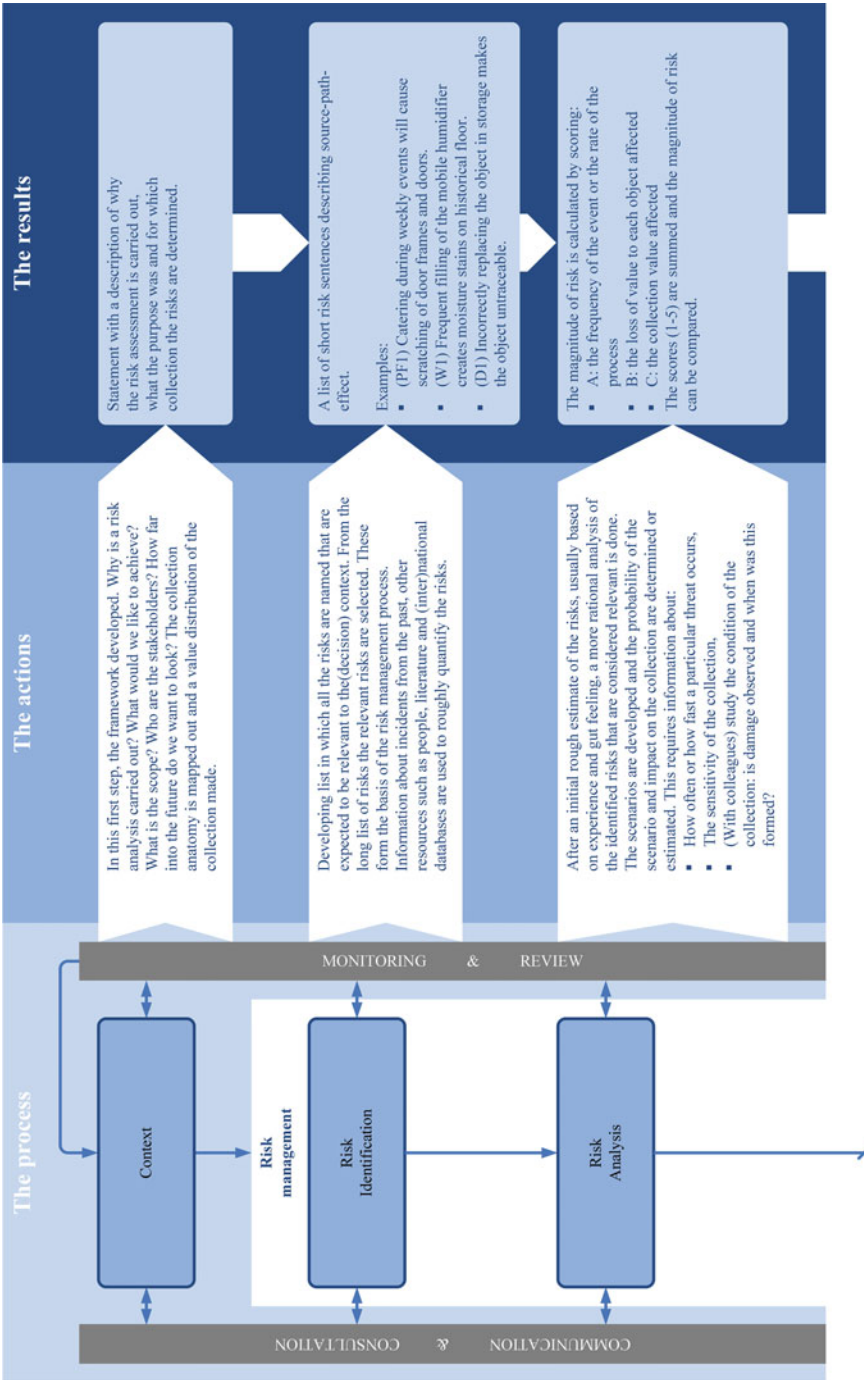 The process
The actions
The results
COMMUNICATION & CONSULTATION
Context
Risk
management
Risk
Identification
Risk
Analysis
MONITORING & REVIEW
In this first step, the framework developed. Why is a risk
analysis carried out? What would we like to achieve?
What is the scope? Who are the stakeholders? How far
into the future do we want to look? The collection
anatomy is mapped out and a value distribution of the
collection made.
Statement with a description of why
the risk assessment is carried out,
what the purpose was and for which
collection the risks are determined.
Developing list in which all the risks are named that are
expected to be relevant to the(decision) context. From the
long list of risks the relevant risks are selected. These
form the basis of the risk management process.
Information about incidents from the past, other
resources such as people, literature and (inter)national
databases are used to roughly quantify the risks.
A list of short risk sentences describing source-path-
effect.
Examples:
▪ (PF1) Catering during weekly events will cause
scratching of door frames and doors.
▪ (W1) Frequent filling of the mobile humidifier
creates moisture stains on historical floor.
▪ (D1) Incorrectly replacing the object in storage makes
the object untraceable.
After an initial rough estimate of the risks, usually based
on experience and gut feeling, a more rational analysis of
the identified risks that are considered relevant is done.
The scenarios are developed and the probability of the
scenario and impact on the collection are determined or
estimated. This requires information about:
▪ How often or how fast a particular threat occurs,
▪ The sensitivity of the collection,
▪ (With colleagues) study the condition of the
collection: is damage observed and when was this
formed?
The magnitude of risk is calculated by scoring:
▪ A: the frequency of the event or the rate of the
process
▪ B: the loss of value to each object affected
▪ C: the collection value affected
The scores (1-5) are summed and the magnitude of risk
can be compared.